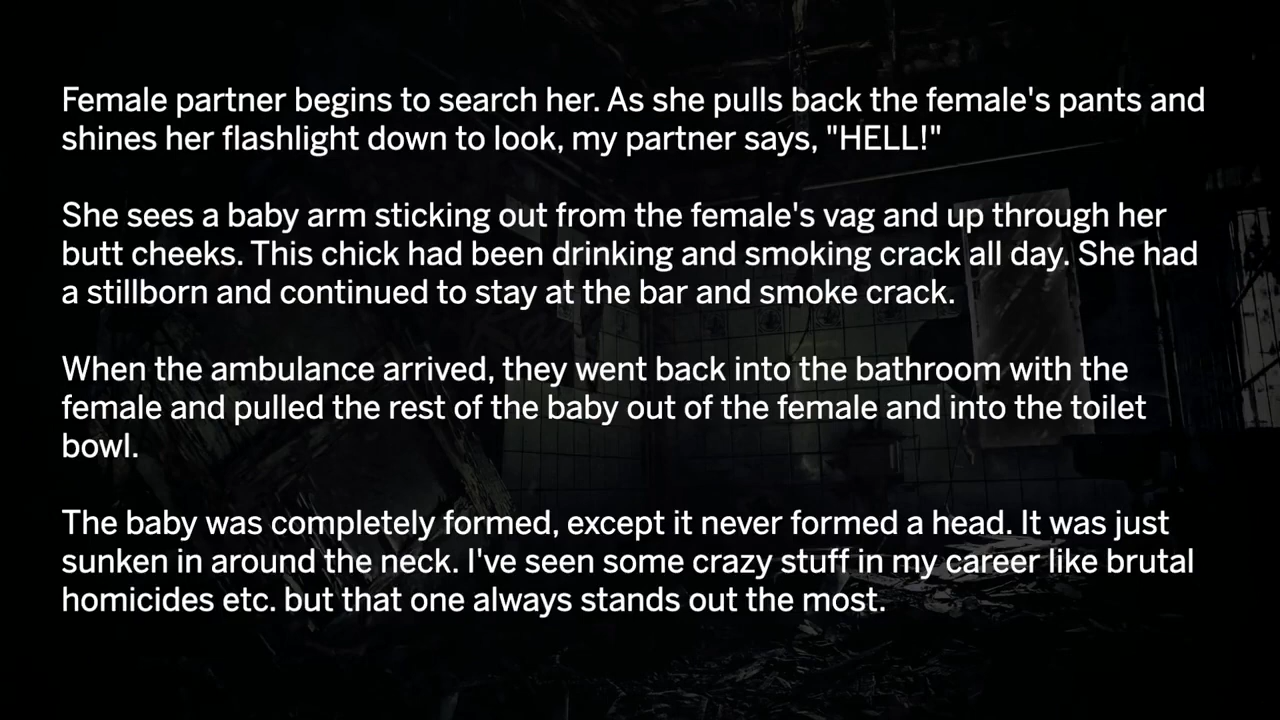 Female partner begins to search her. As she pulls back the female's pants and
shines her flashlight down to look, my partner says, "HELL!"
She sees a baby arm sticking out from the female's vag and up through her
butt cheeks. This chick had been drinking and smoking crack all day. She had
a stillborn and continued to stay at the bar and smoke crack.
When the ambulance arrived, they went back into the bathroom with the
female and pulled the rest of the baby out of the female and into the toilet
bowl.
The baby was completely formed, except it never formed a head. It was just
sunken in around the neck. I've seen some crazy stuff in my career like brutal
homicides etc. but that one always stands out the most.